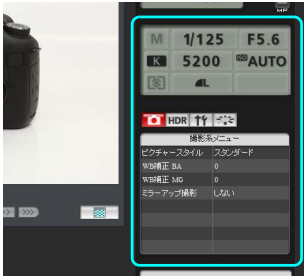 MF
M 1/125 F5.6
K 5200 ISO AUTO
L
HDR
撮影系メニュー
ピクチャースタイル スタンダード
WB補正 BA 0
WB補正 MG 0
ミラーアップ撮影 しない